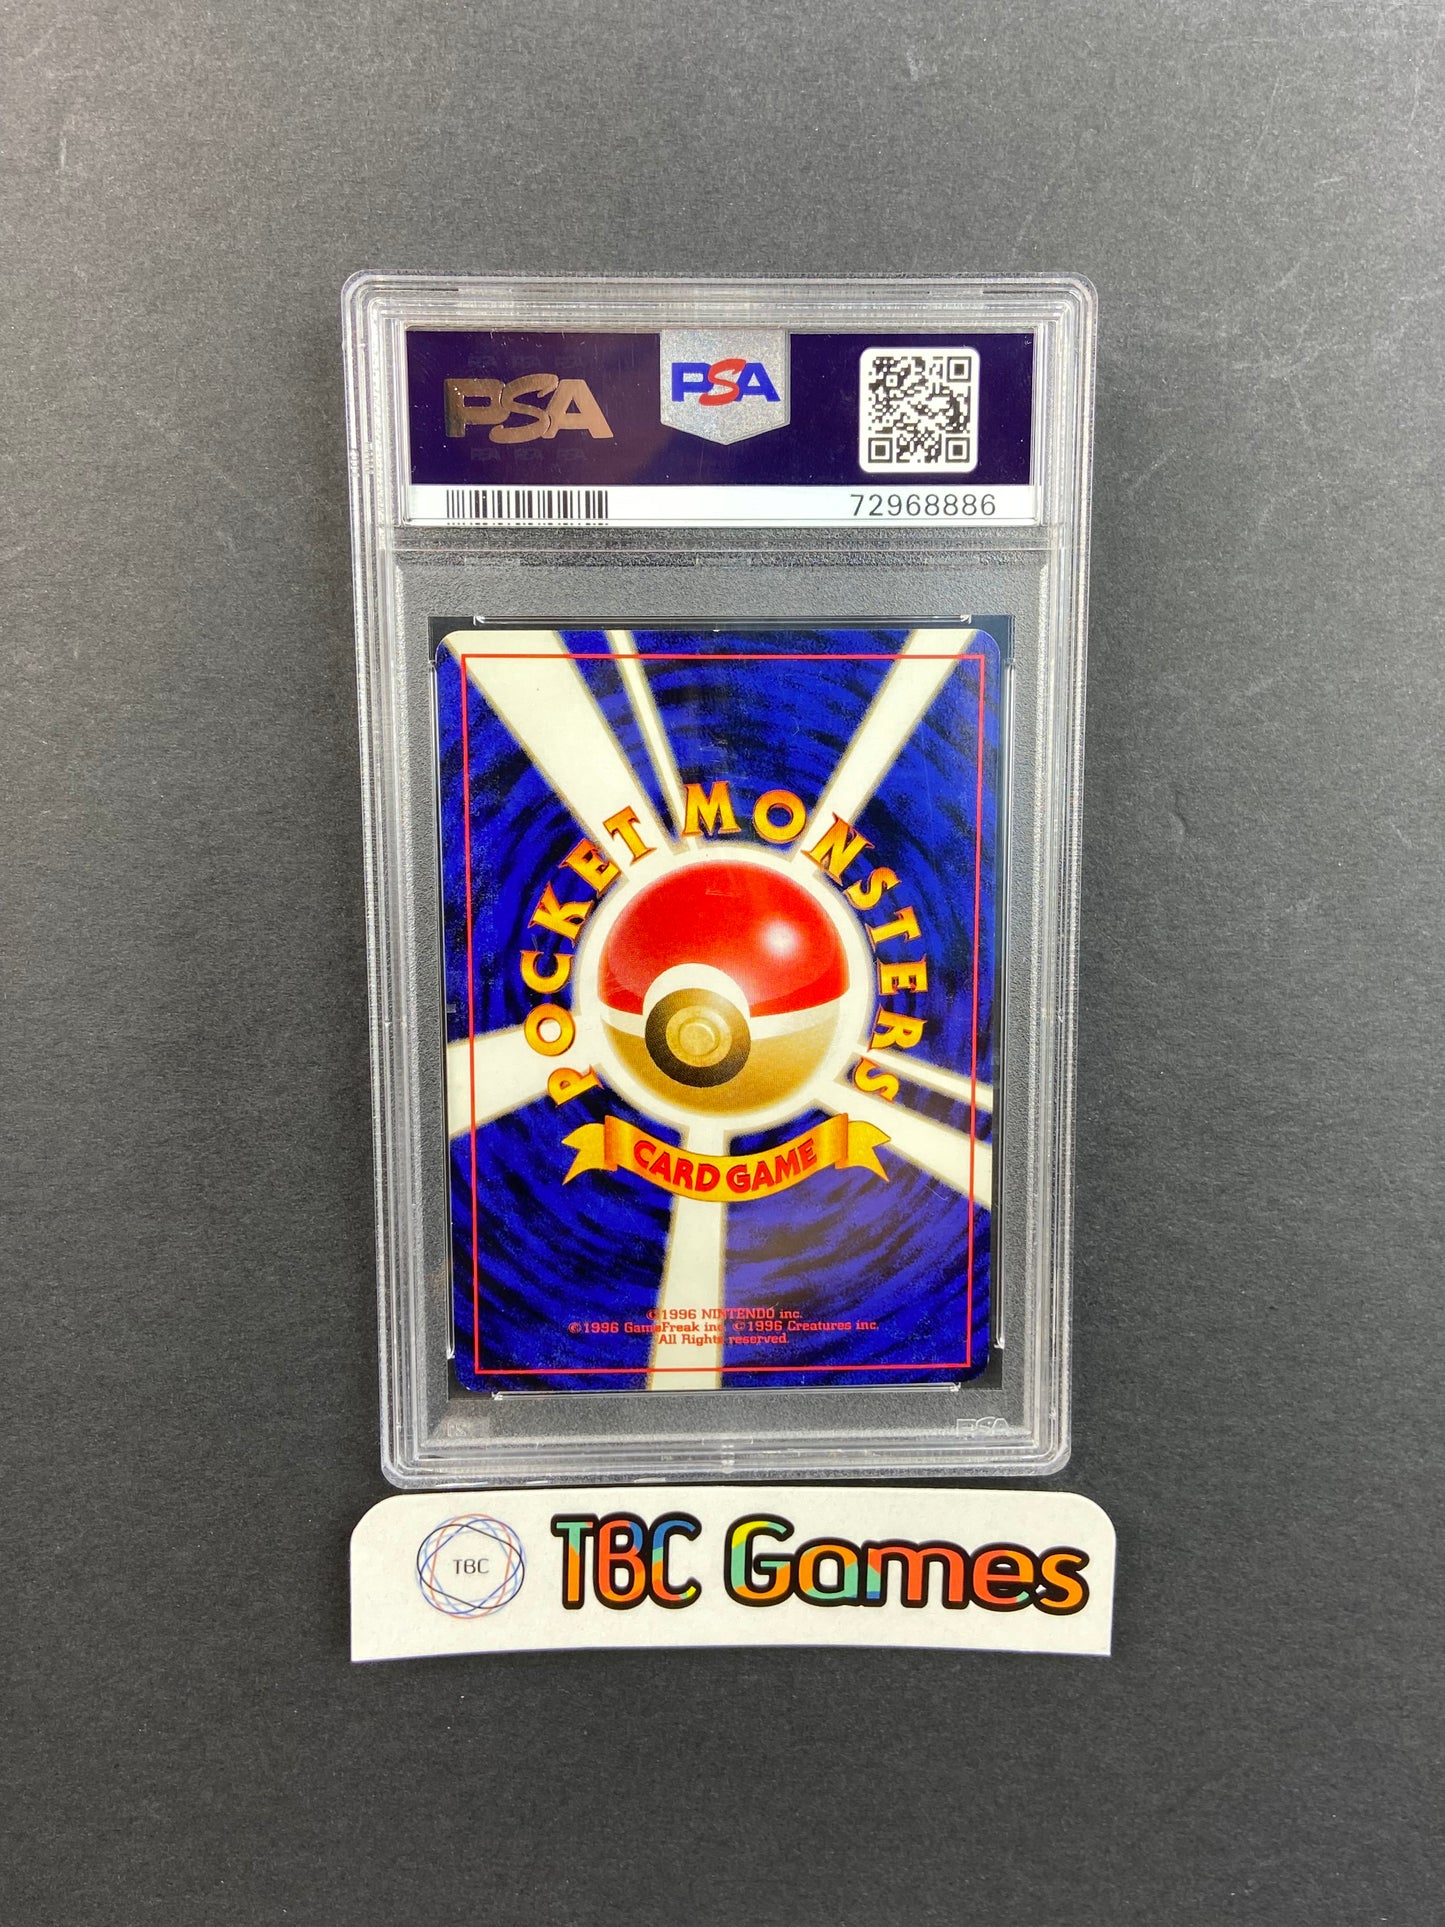 PSA
PSA
72968886
POCKET MONSTERS
CARD GAME
©1996 NINTENDO inc.
©1996 GameFreak inc. ©1996 Creatures inc.
All Rights reserved.
PSA
TBC
TBC Games